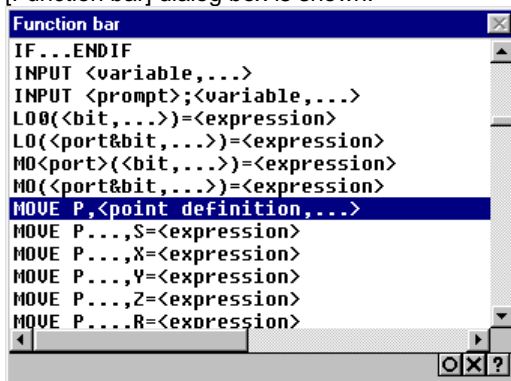 [Function bar] dialog box is shown.
Function bar
IF...ENDIF
INPUT <variable,...>
INPUT <prompt>;<variable,...>
LO0(<bit,...>)=<expression>
LO(<port&bit,...>)=<expression>
MO<port>(<bit,...>)=<expression>
MO(<port&bit,...>)=<expression>
MOVE P,<point definition,...>
MOVE P...,S=<expression>
MOVE P...,X=<expression>
MOVE P...,Y=<expression>
MOVE P...,Z=<expression>
MOVE P....R=<expression>
?